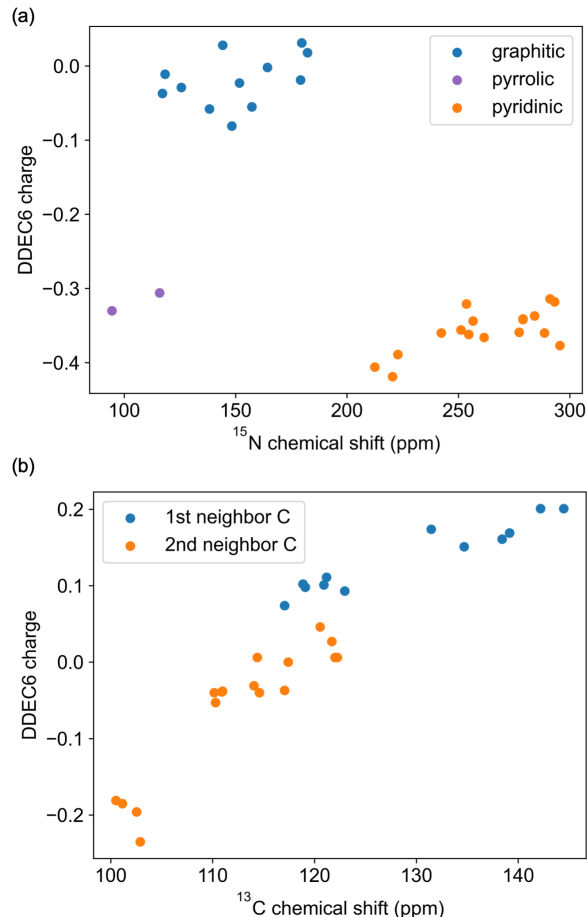 (a)
0.0
−0.1
−0.2
−0.3
−0.4
DDEC6 charge
graphitic
pyrrolic
pyridinic
100 150 200 250 300
¹⁵N chemical shift (ppm)
(b)
0.2
0.1
0.0
−0.1
−0.2
DDEC6 charge
1st neighbor C
2nd neighbor C
100 110 120 130 140
¹³C chemical shift (ppm)